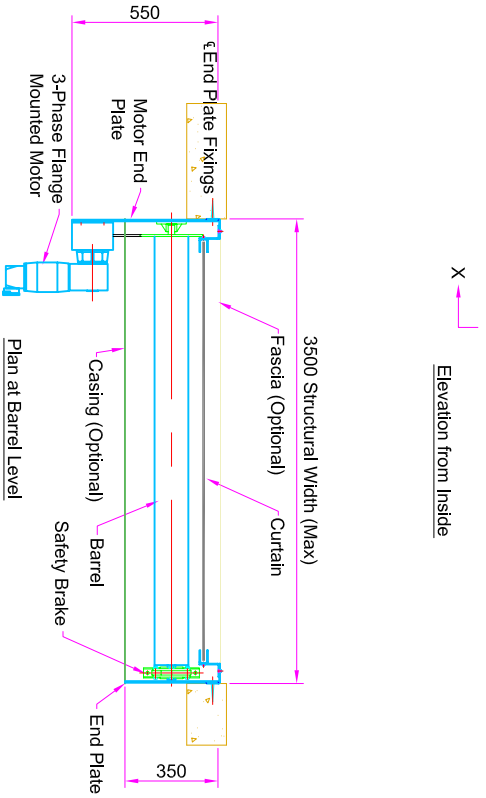 Elevation from Inside
X
3500 Structural Width (Max)
550
℄ End Plate Fixings
Fascia (Optional)
Curtain
Motor End
Plate
3-Phase Flange
Mounted Motor
Casing (Optional)
Barrel
Safety Brake
End Plate
350
Plan at Barrel Level